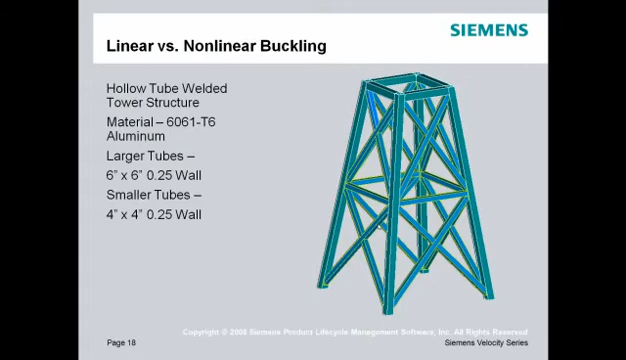 SIEMENS
Linear vs. Nonlinear Buckling
Hollow Tube Welded
Tower Structure
Material – 6061-T6
Aluminum
Larger Tubes –
6" x 6" 0.25 Wall
Smaller Tubes –
4" x 4" 0.25 Wall
Copyright © 2008 Siemens Product Lifecycle Management Software, Inc. All Rights Reserved
Page 18
Siemens Velocity Series